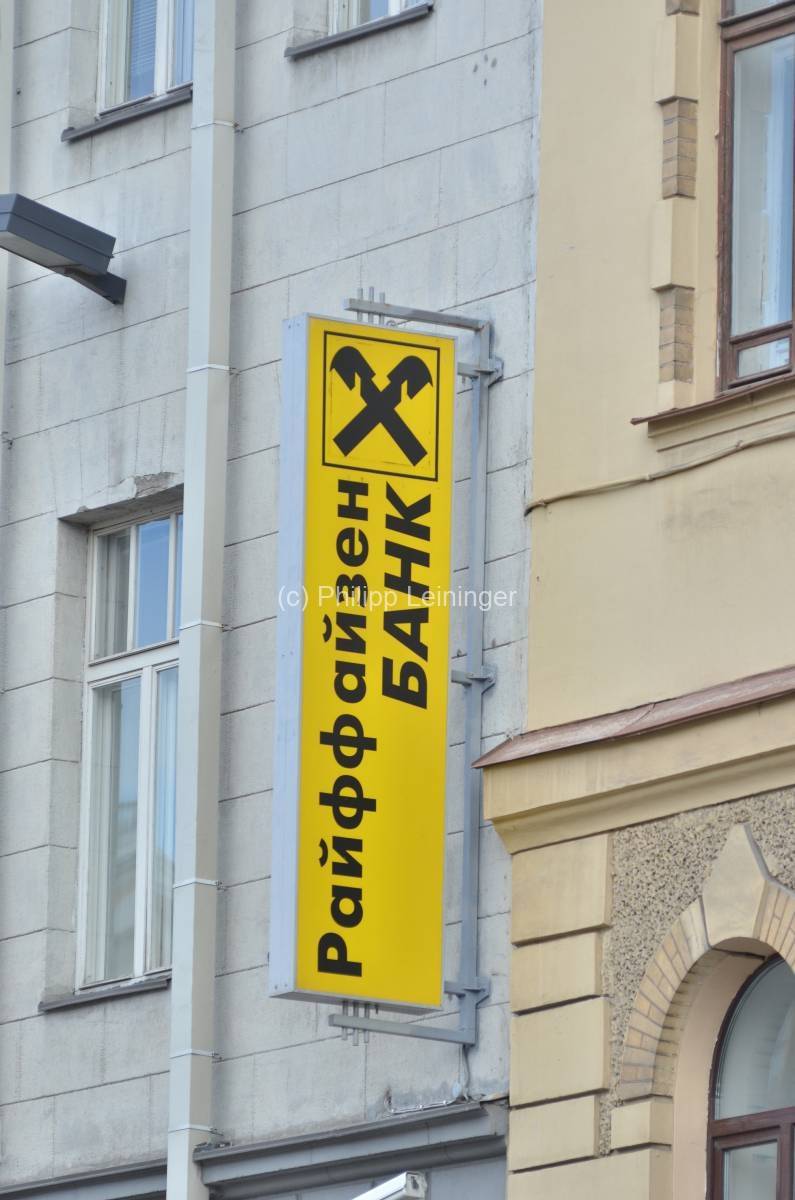 Райффайзен
БАНК
(c) Philipp Leininger